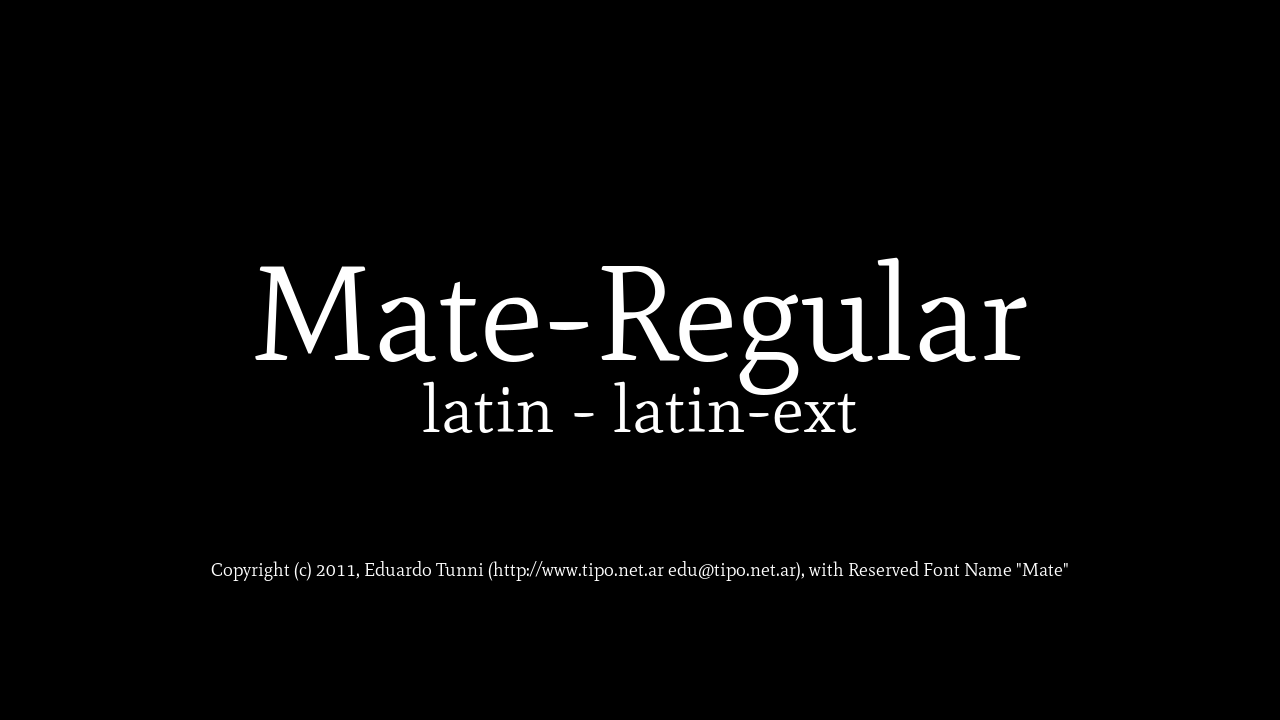 Mate-Regular
latin - latin-ext
Copyright (c) 2011, Eduardo Tunni (http://www.tipo.net.ar edu@tipo.net.ar), with Reserved Font Name "Mate"